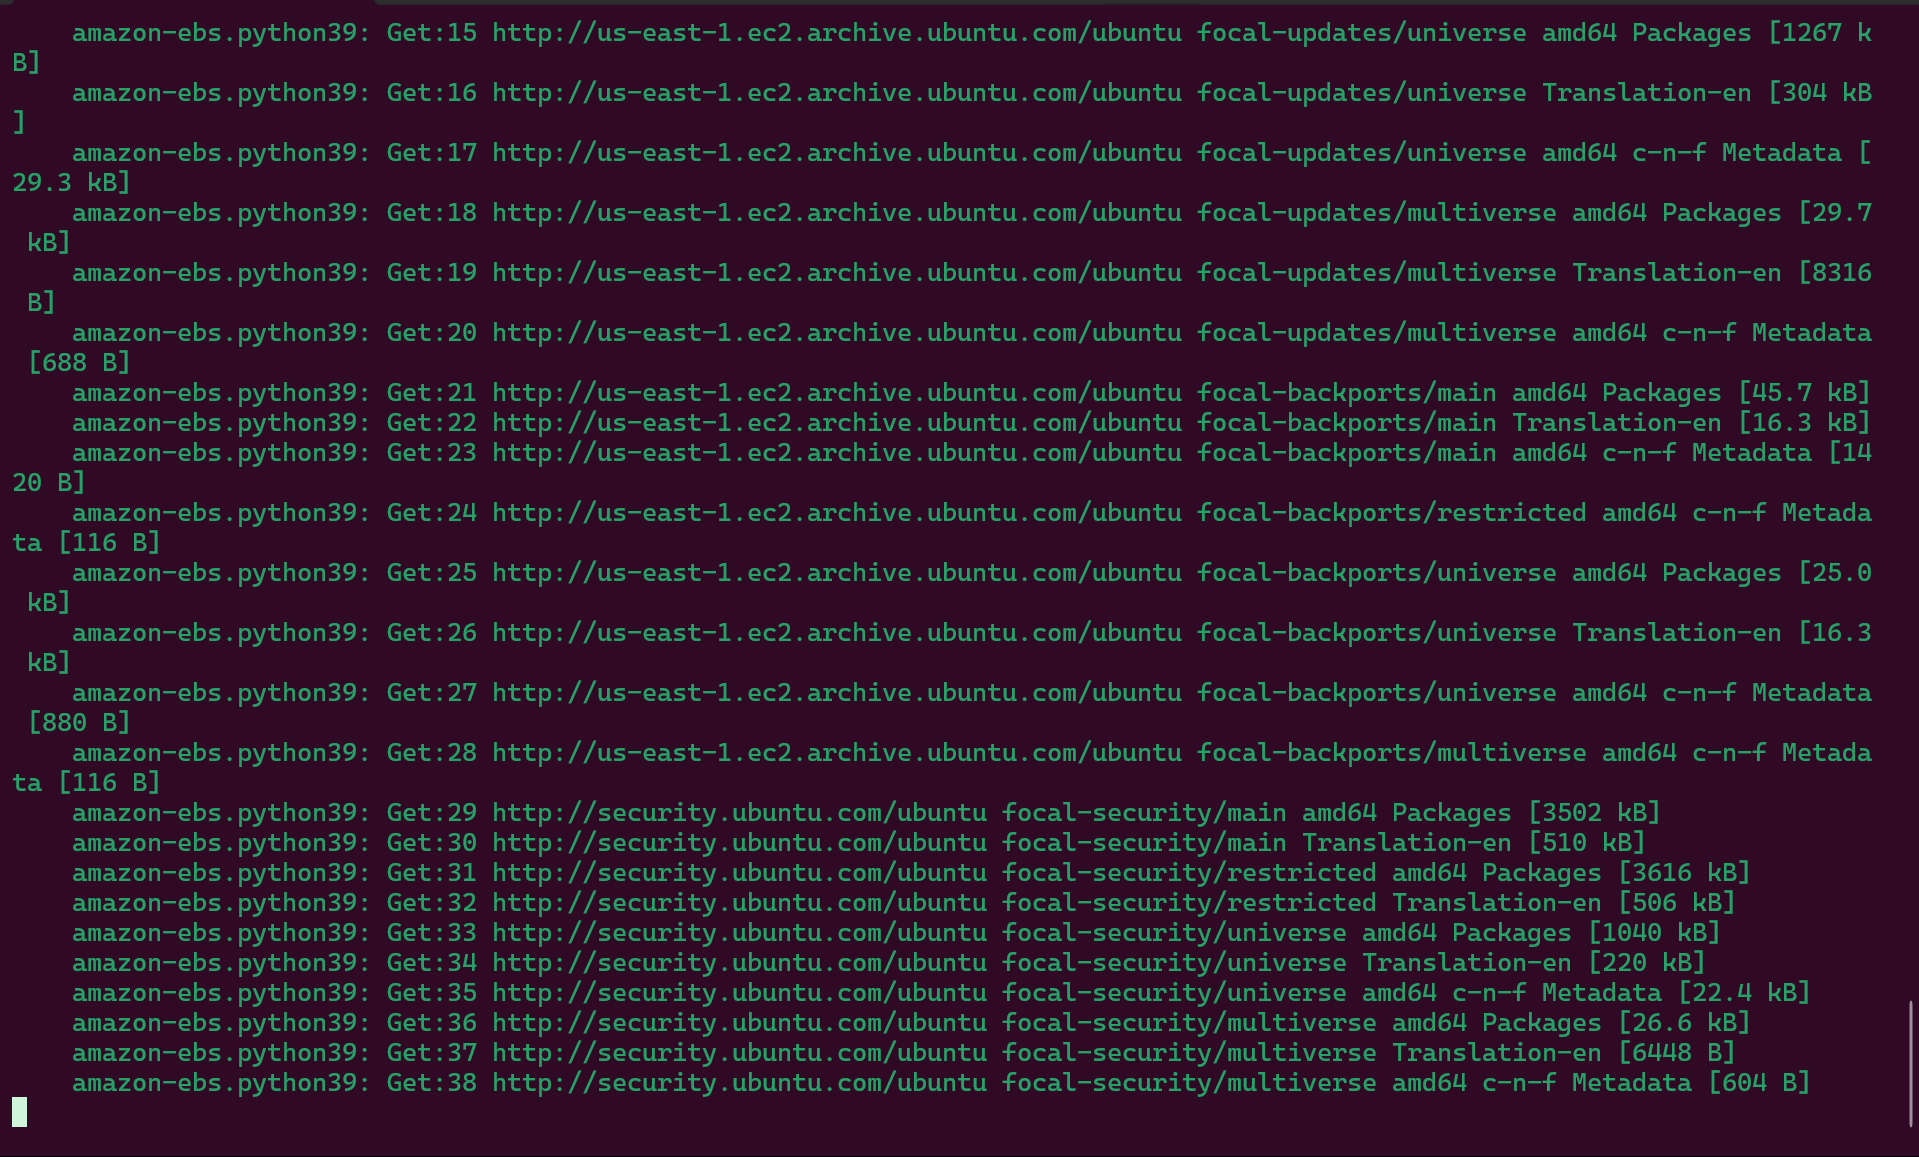 amazon-ebs.python39: Get:15 http://us-east-1.ec2.archive.ubuntu.com/ubuntu focal-updates/universe amd64 Packages [1267 k
B]
amazon-ebs.python39: Get:16 http://us-east-1.ec2.archive.ubuntu.com/ubuntu focal-updates/universe Translation-en [304 kB
]
amazon-ebs.python39: Get:17 http://us-east-1.ec2.archive.ubuntu.com/ubuntu focal-updates/universe amd64 c-n-f Metadata [
29.3 kB]
amazon-ebs.python39: Get:18 http://us-east-1.ec2.archive.ubuntu.com/ubuntu focal-updates/multiverse amd64 Packages [29.7
kB]
amazon-ebs.python39: Get:19 http://us-east-1.ec2.archive.ubuntu.com/ubuntu focal-updates/multiverse Translation-en [8316
B]
amazon-ebs.python39: Get:20 http://us-east-1.ec2.archive.ubuntu.com/ubuntu focal-updates/multiverse amd64 c-n-f Metadata
[688 B]
amazon-ebs.python39: Get:21 http://us-east-1.ec2.archive.ubuntu.com/ubuntu focal-backports/main amd64 Packages [45.7 kB]
amazon-ebs.python39: Get:22 http://us-east-1.ec2.archive.ubuntu.com/ubuntu focal-backports/main Translation-en [16.3 kB]
amazon-ebs.python39: Get:23 http://us-east-1.ec2.archive.ubuntu.com/ubuntu focal-backports/main amd64 c-n-f Metadata [14
20 B]
amazon-ebs.python39: Get:24 http://us-east-1.ec2.archive.ubuntu.com/ubuntu focal-backports/restricted amd64 c-n-f Metada
ta [116 B]
amazon-ebs.python39: Get:25 http://us-east-1.ec2.archive.ubuntu.com/ubuntu focal-backports/universe amd64 Packages [25.0
kB]
amazon-ebs.python39: Get:26 http://us-east-1.ec2.archive.ubuntu.com/ubuntu focal-backports/universe Translation-en [16.3
kB]
amazon-ebs.python39: Get:27 http://us-east-1.ec2.archive.ubuntu.com/ubuntu focal-backports/universe amd64 c-n-f Metadata
[880 B]
amazon-ebs.python39: Get:28 http://us-east-1.ec2.archive.ubuntu.com/ubuntu focal-backports/multiverse amd64 c-n-f Metada
ta [116 B]
amazon-ebs.python39: Get:29 http://security.ubuntu.com/ubuntu focal-security/main amd64 Packages [3502 kB]
amazon-ebs.python39: Get:30 http://security.ubuntu.com/ubuntu focal-security/main Translation-en [510 kB]
amazon-ebs.python39: Get:31 http://security.ubuntu.com/ubuntu focal-security/restricted amd64 Packages [3616 kB]
amazon-ebs.python39: Get:32 http://security.ubuntu.com/ubuntu focal-security/restricted Translation-en [506 kB]
amazon-ebs.python39: Get:33 http://security.ubuntu.com/ubuntu focal-security/universe amd64 Packages [1040 kB]
amazon-ebs.python39: Get:34 http://security.ubuntu.com/ubuntu focal-security/universe Translation-en [220 kB]
amazon-ebs.python39: Get:35 http://security.ubuntu.com/ubuntu focal-security/universe amd64 c-n-f Metadata [22.4 kB]
amazon-ebs.python39: Get:36 http://security.ubuntu.com/ubuntu focal-security/multiverse amd64 Packages [26.6 kB]
amazon-ebs.python39: Get:37 http://security.ubuntu.com/ubuntu focal-security/multiverse Translation-en [6448 B]
amazon-ebs.python39: Get:38 http://security.ubuntu.com/ubuntu focal-security/multiverse amd64 c-n-f Metadata [604 B]